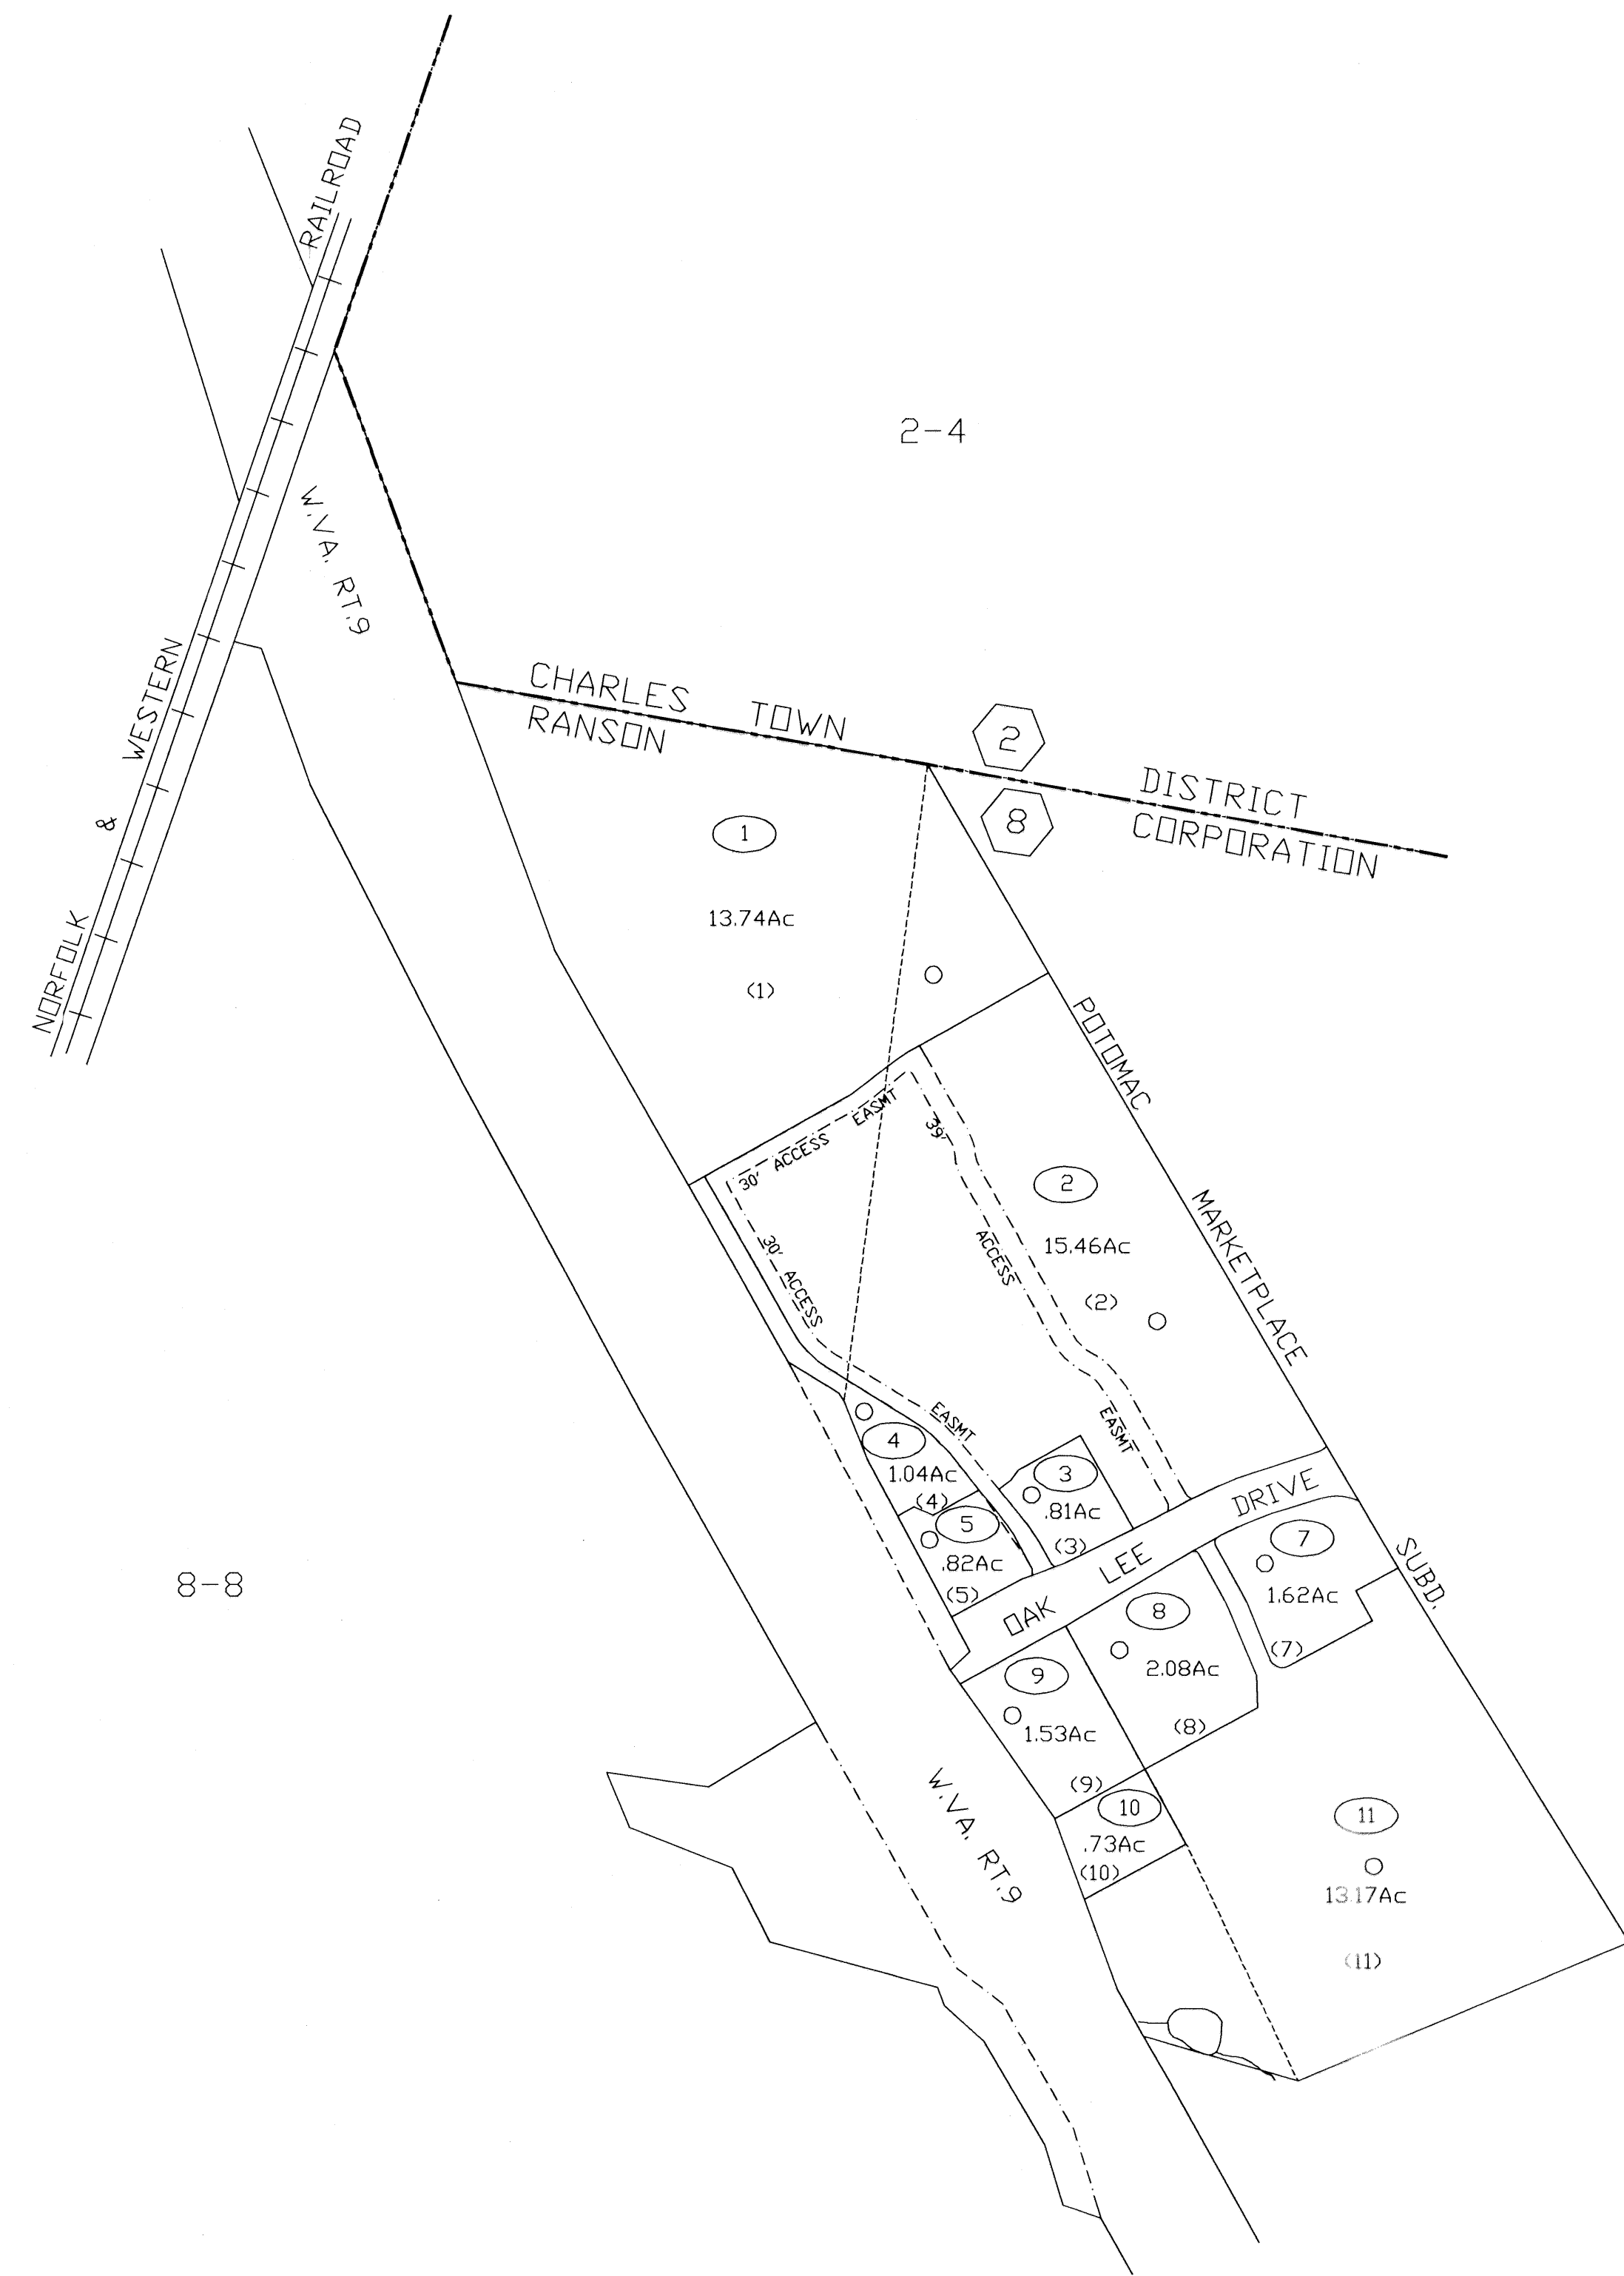 NORFOLK & WESTERN RAILROAD
2-4
W.VA. RT.9
CHARLES TOWN DISTRICT
RANSON CORPORATION
2
8
1
13.74Ac
(1)
POTOMAC MARKETPLACE SUBD.
30' ACCESS EASMT
39' ACCESS EASMT
30' ACCESS EASMT
2
15.46Ac
(2)
4
1.04Ac
(4)
3
.81Ac
(3)
5
.82Ac
(5)
OAK LEE DRIVE
7
1.62Ac
(7)
8-8
8
2.08Ac
(8)
9
1.53Ac
(9)
10
.73Ac
(10)
W.VA. RT.9
11
13.17Ac
(11)